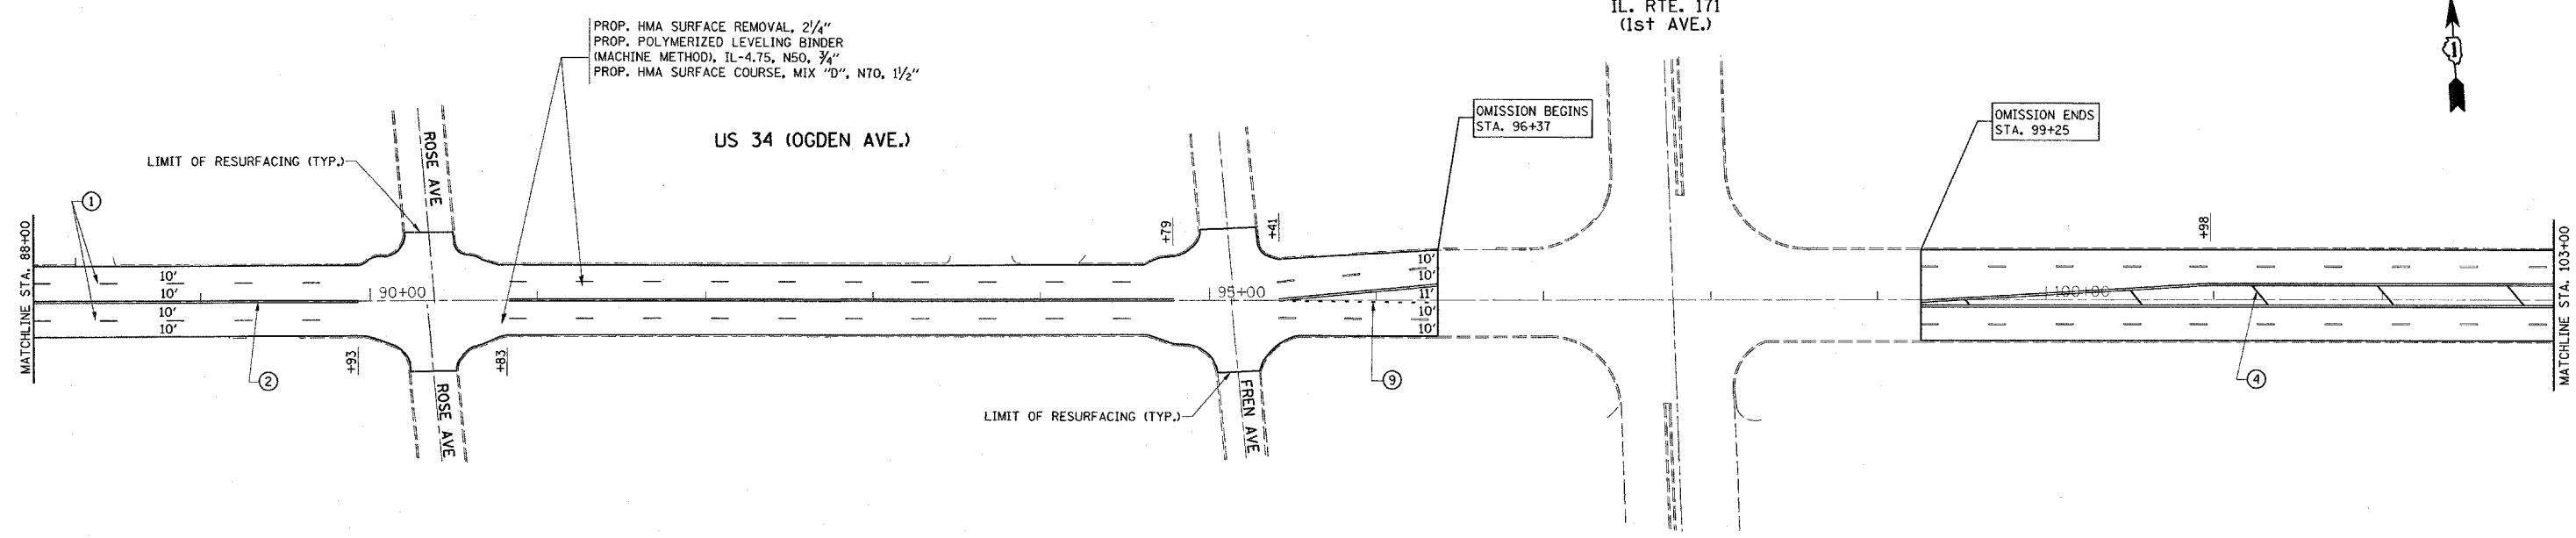 IL. RTE. 171
(1st AVE.)
PROP. HMA SURFACE REMOVAL, 2¼"
PROP. POLYMERIZED LEVELING BINDER
(MACHINE METHOD), IL-4.75, N50, ¾"
PROP. HMA SURFACE COURSE, MIX "D", N70, 1½"
1
OMISSION BEGINS
STA. 96+37
OMISSION ENDS
STA. 99+25
US 34 (OGDEN AVE.)
LIMIT OF RESURFACING (TYP.)
ROSE AVE
1
MATCHLINE STA. 88+00
+79
+41
+98
MATCHLINE STA. 103+00
10'
10'
10'
10'
90+00
95+00
10'
10'
11'
10'
10'
100+00
+93
+83
2
9
4
ROSE AVE
FREN AVE
LIMIT OF RESURFACING (TYP.)